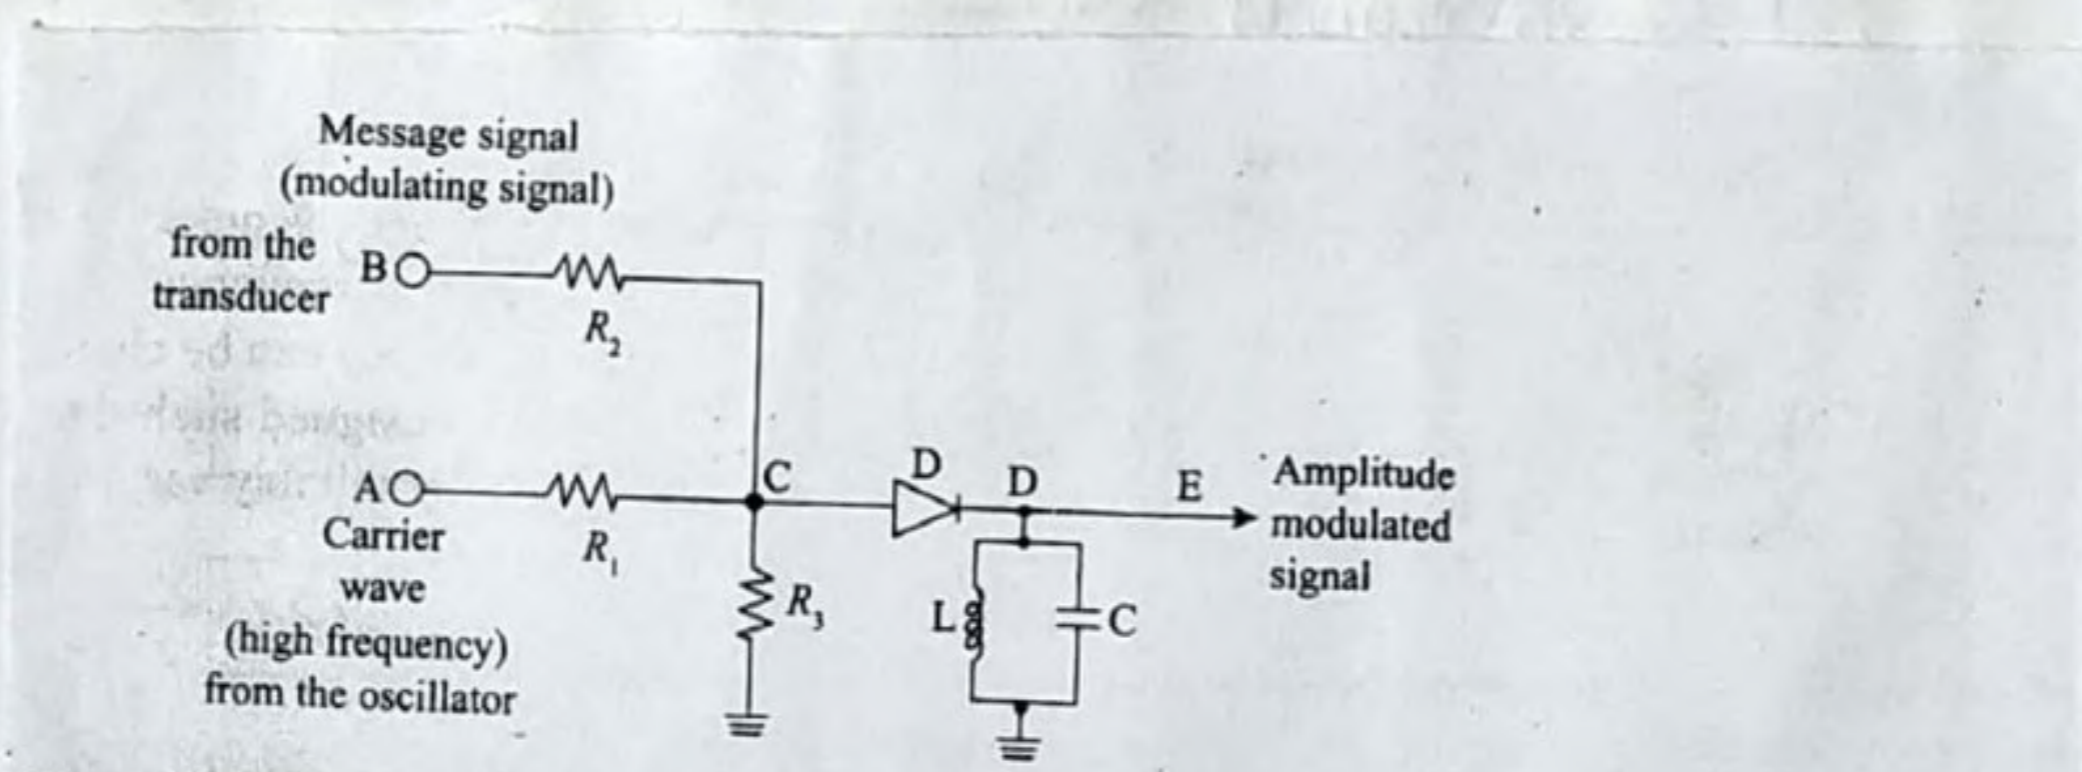 Message signal
(modulating signal)
from the
transducer
B
R₂
A
C
D
D
E
Amplitude
modulated
signal
Carrier
wave
(high frequency)
from the oscillator
R₁
R₃
L
C